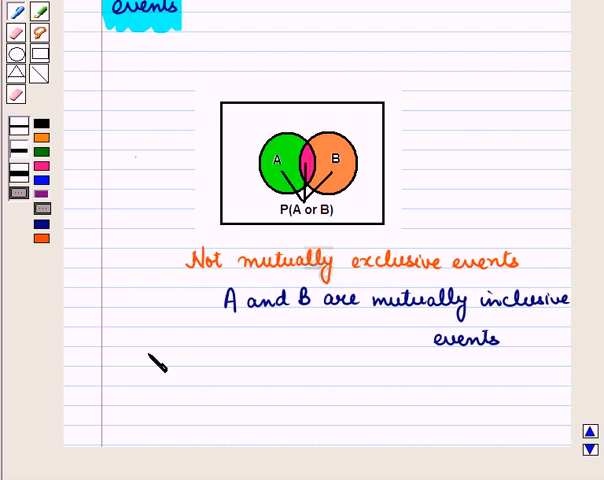 events
A B
P(A or B)
Not mutually exclusive events
A and B are mutually inclusive
events